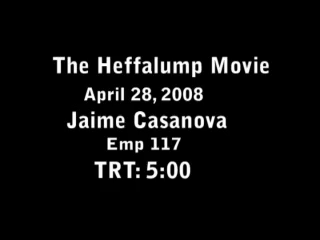 The Heffalump Movie
April 28, 2008
Jaime Casanova
Emp 117
TRT: 5:00